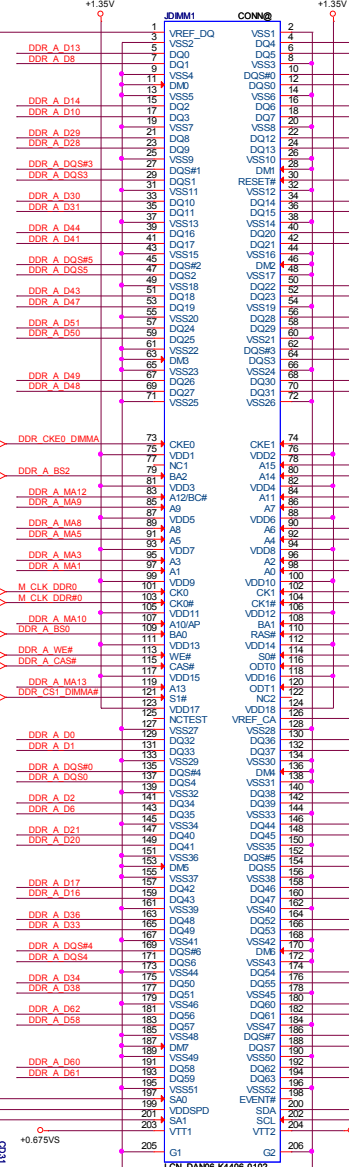 +1.35V +1.35V
JDIMM1 CONN@
1 VREF_DQ VSS1 2
3 VSS2 DQ4 4
DDR_A_D13 5 DQ0 DQ5 6
DDR_A_D8 7 DQ1 VSS3 8
9 VSS4 DQS#0 10
11 DM0 DQS0 12
13 VSS5 VSS6 14
DDR_A_D14 15 DQ2 DQ6 16
DDR_A_D10 17 DQ3 DQ7 18
19 VSS7 VSS8 20
DDR_A_D29 21 DQ8 DQ12 22
DDR_A_D28 23 DQ9 DQ13 24
25 VSS9 VSS10 26
DDR_A_DQS#3 27 DQS#1 DM1 28
DDR_A_DQS3 29 DQS1 RESET# 30
31 VSS11 VSS12 32
DDR_A_D30 33 DQ10 DQ14 34
DDR_A_D31 35 DQ11 DQ15 36
37 VSS13 VSS14 38
DDR_A_D44 39 DQ16 DQ20 40
DDR_A_D41 41 DQ17 DQ21 42
43 VSS15 VSS16 44
DDR_A_DQS#5 45 DQS#2 DM2 46
DDR_A_DQS5 47 DQS2 VSS17 48
49 VSS18 DQ22 50
DDR_A_D43 51 DQ18 DQ23 52
DDR_A_D47 53 DQ19 VSS19 54
55 VSS20 DQ28 56
DDR_A_D51 57 DQ24 DQ29 58
DDR_A_D50 59 DQ25 VSS21 60
61 VSS22 DQS#3 62
63 DM3 DQS3 64
65 VSS23 VSS24 66
DDR_A_D49 67 DQ26 DQ30 68
DDR_A_D48 69 DQ27 DQ31 70
71 VSS25 VSS26 72
DDR_CKE0_DIMMA 73 CKE0 CKE1 74
75 VDD1 VDD2 76
77 NC1 A15 78
DDR_A_BS2 79 BA2 A14 80
81 VDD3 VDD4 82
DDR_A_MA12 83 A12/BC# A11 84
DDR_A_MA9 85 A9 A7 86
87 VDD5 VDD6 88
DDR_A_MA8 89 A8 A6 90
DDR_A_MA5 91 A5 A4 92
93 VDD7 VDD8 94
DDR_A_MA3 95 A3 A2 96
DDR_A_MA1 97 A1 A0 98
99 VDD9 VDD10 100
M_CLK_DDR0 101 CK0 CK1 102
M_CLK_DDR#0 103 CK0# CK1# 104
105 VDD11 VDD12 106
DDR_A_MA10 107 A10/AP BA1 108
DDR_A_BS0 109 BA0 RAS# 110
111 VDD13 VDD14 112
DDR_A_WE# 113 WE# S0# 114
DDR_A_CAS# 115 CAS# ODT0 116
117 VDD15 VDD16 118
DDR_A_MA13 119 A13 ODT1 120
DDR_CS1_DIMMA# 121 S1# NC2 122
123 VDD17 VDD18 124
125 NCTEST VREF_CA 126
127 VSS27 VSS28 128
DDR_A_D0 129 DQ32 DQ36 130
DDR_A_D1 131 DQ33 DQ37 132
133 VSS29 VSS30 134
DDR_A_DQS#0 135 DQS#4 DM4 136
DDR_A_DQS0 137 DQS4 VSS31 138
139 VSS32 DQ38 140
DDR_A_D2 141 DQ34 DQ39 142
DDR_A_D6 143 DQ35 VSS33 144
145 VSS34 DQ44 146
DDR_A_D21 147 DQ40 DQ45 148
DDR_A_D20 149 DQ41 VSS35 150
151 VSS36 DQS#5 152
153 DM5 DQS5 154
155 VSS37 VSS38 156
DDR_A_D17 157 DQ42 DQ46 158
DDR_A_D16 159 DQ43 DQ47 160
161 VSS39 VSS40 162
DDR_A_D36 163 DQ48 DQ52 164
DDR_A_D33 165 DQ49 DQ53 166
167 VSS41 VSS42 168
DDR_A_DQS#4 169 DQS#6 DM6 170
DDR_A_DQS4 171 DQS6 VSS43 172
173 VSS44 DQ54 174
DDR_A_D34 175 DQ50 DQ55 176
DDR_A_D38 177 DQ51 VSS45 178
179 VSS46 DQ60 180
DDR_A_D62 181 DQ56 DQ61 182
DDR_A_D58 183 DQ57 VSS47 184
185 VSS48 DQS#7 186
187 DM7 DQS7 188
189 VSS49 VSS50 190
DDR_A_D60 191 DQ58 DQ62 192
DDR_A_D61 193 DQ59 DQ63 194
195 VSS51 VSS52 196
197 SA0 EVENT# 198
199 VDDSPD SDA 200
201 SA1 SCL 202
+0.675VS 203 VTT1 VTT2 204
205 G1 G2 206
LCN_DAN06-K4406-0102